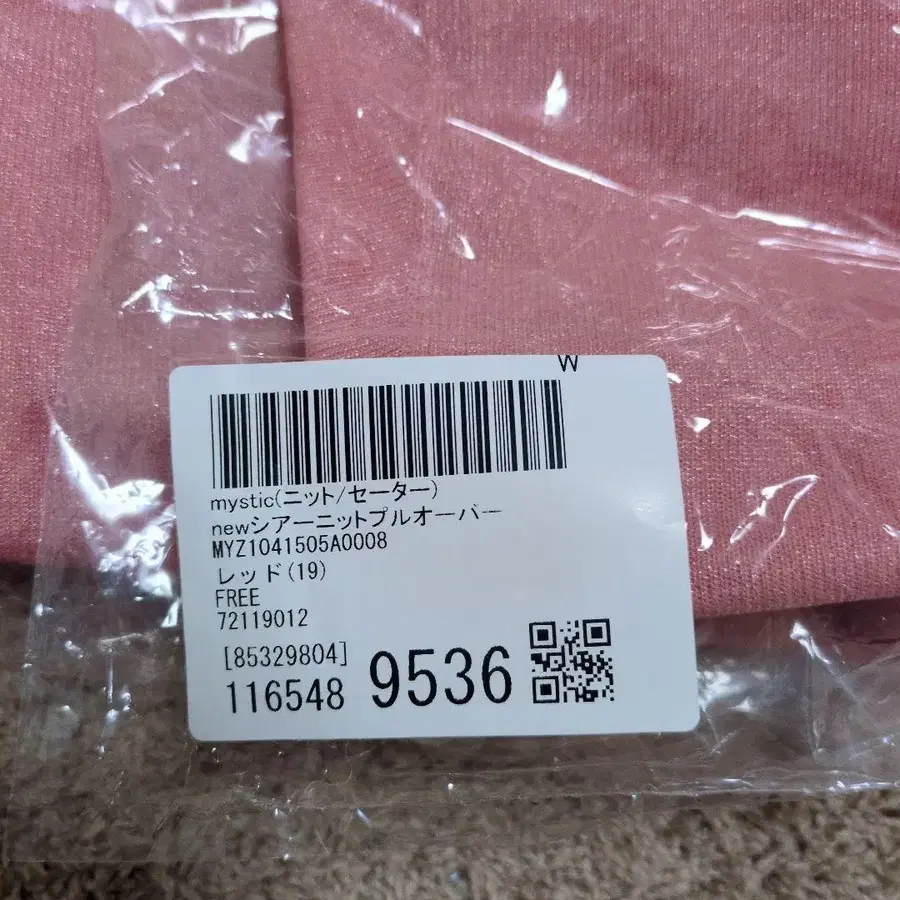 W
mystic(ニット/セーター)
newシアーニットプルオーバー
MYZ1041505A0008
レッド(19)
FREE
72119012
[85329804]
116548 9536